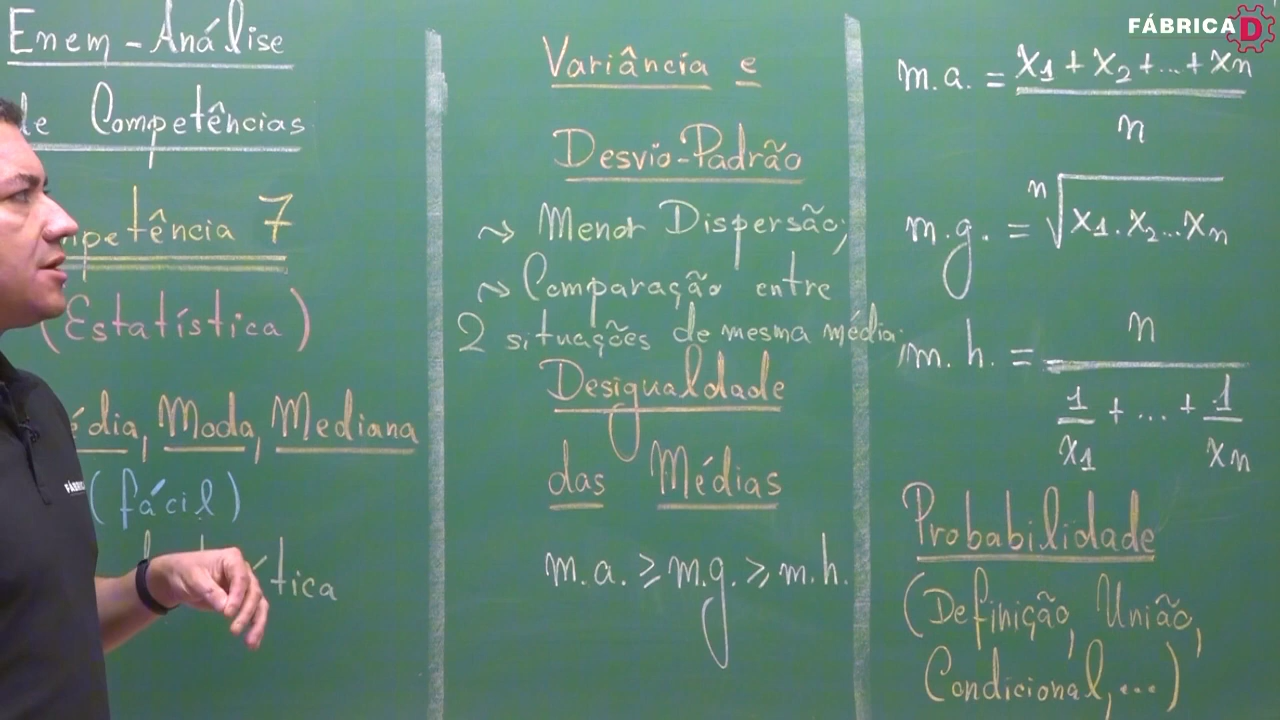 Enem - Análise
de Competências
Competência 7
(Estatística)
Média, Moda, Mediana
(fácil)
tica
Variância e
Desvio-Padrão
⤳ Menor Dispersão;
⤳ Comparação entre
2 situações de mesma média;
Desigualdade
das Médias
m.a. ⩾ m.g. ⩾ m.h.
FÁBRICA D
m.a. = (x1 + x2 + ... + xn) / n
m.g. = ⁿ√(x1 . x2 ... xn)
m.h. = n / (1/x1 + ... + 1/xn)
Probabilidade
(Definição, União,
Condicional, ...)